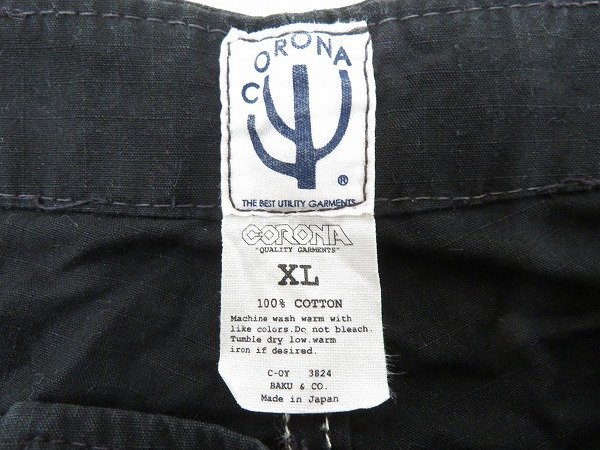 CORONA
®
THE BEST UTILITY GARMENTS
CORONA
"QUALITY GARMENTS"
XL
100% COTTON
Machine wash warm with
like colors.Do not bleach.
Tumble dry low.warm
iron if desired.
C-OY 3824
BAKU & CO.
Made in Japan